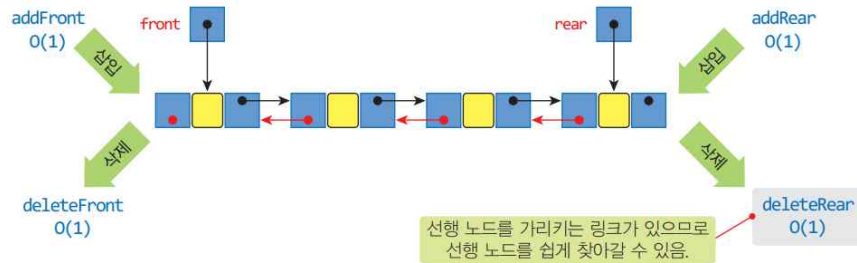 addFront
O(1)
삽입
front
rear
addRear
O(1)
삽입
삭제
deleteFront
O(1)
삭제
deleteRear
O(1)
선행 노드를 가리키는 링크가 있으므로
선행 노드를 쉽게 찾아갈 수 있음.